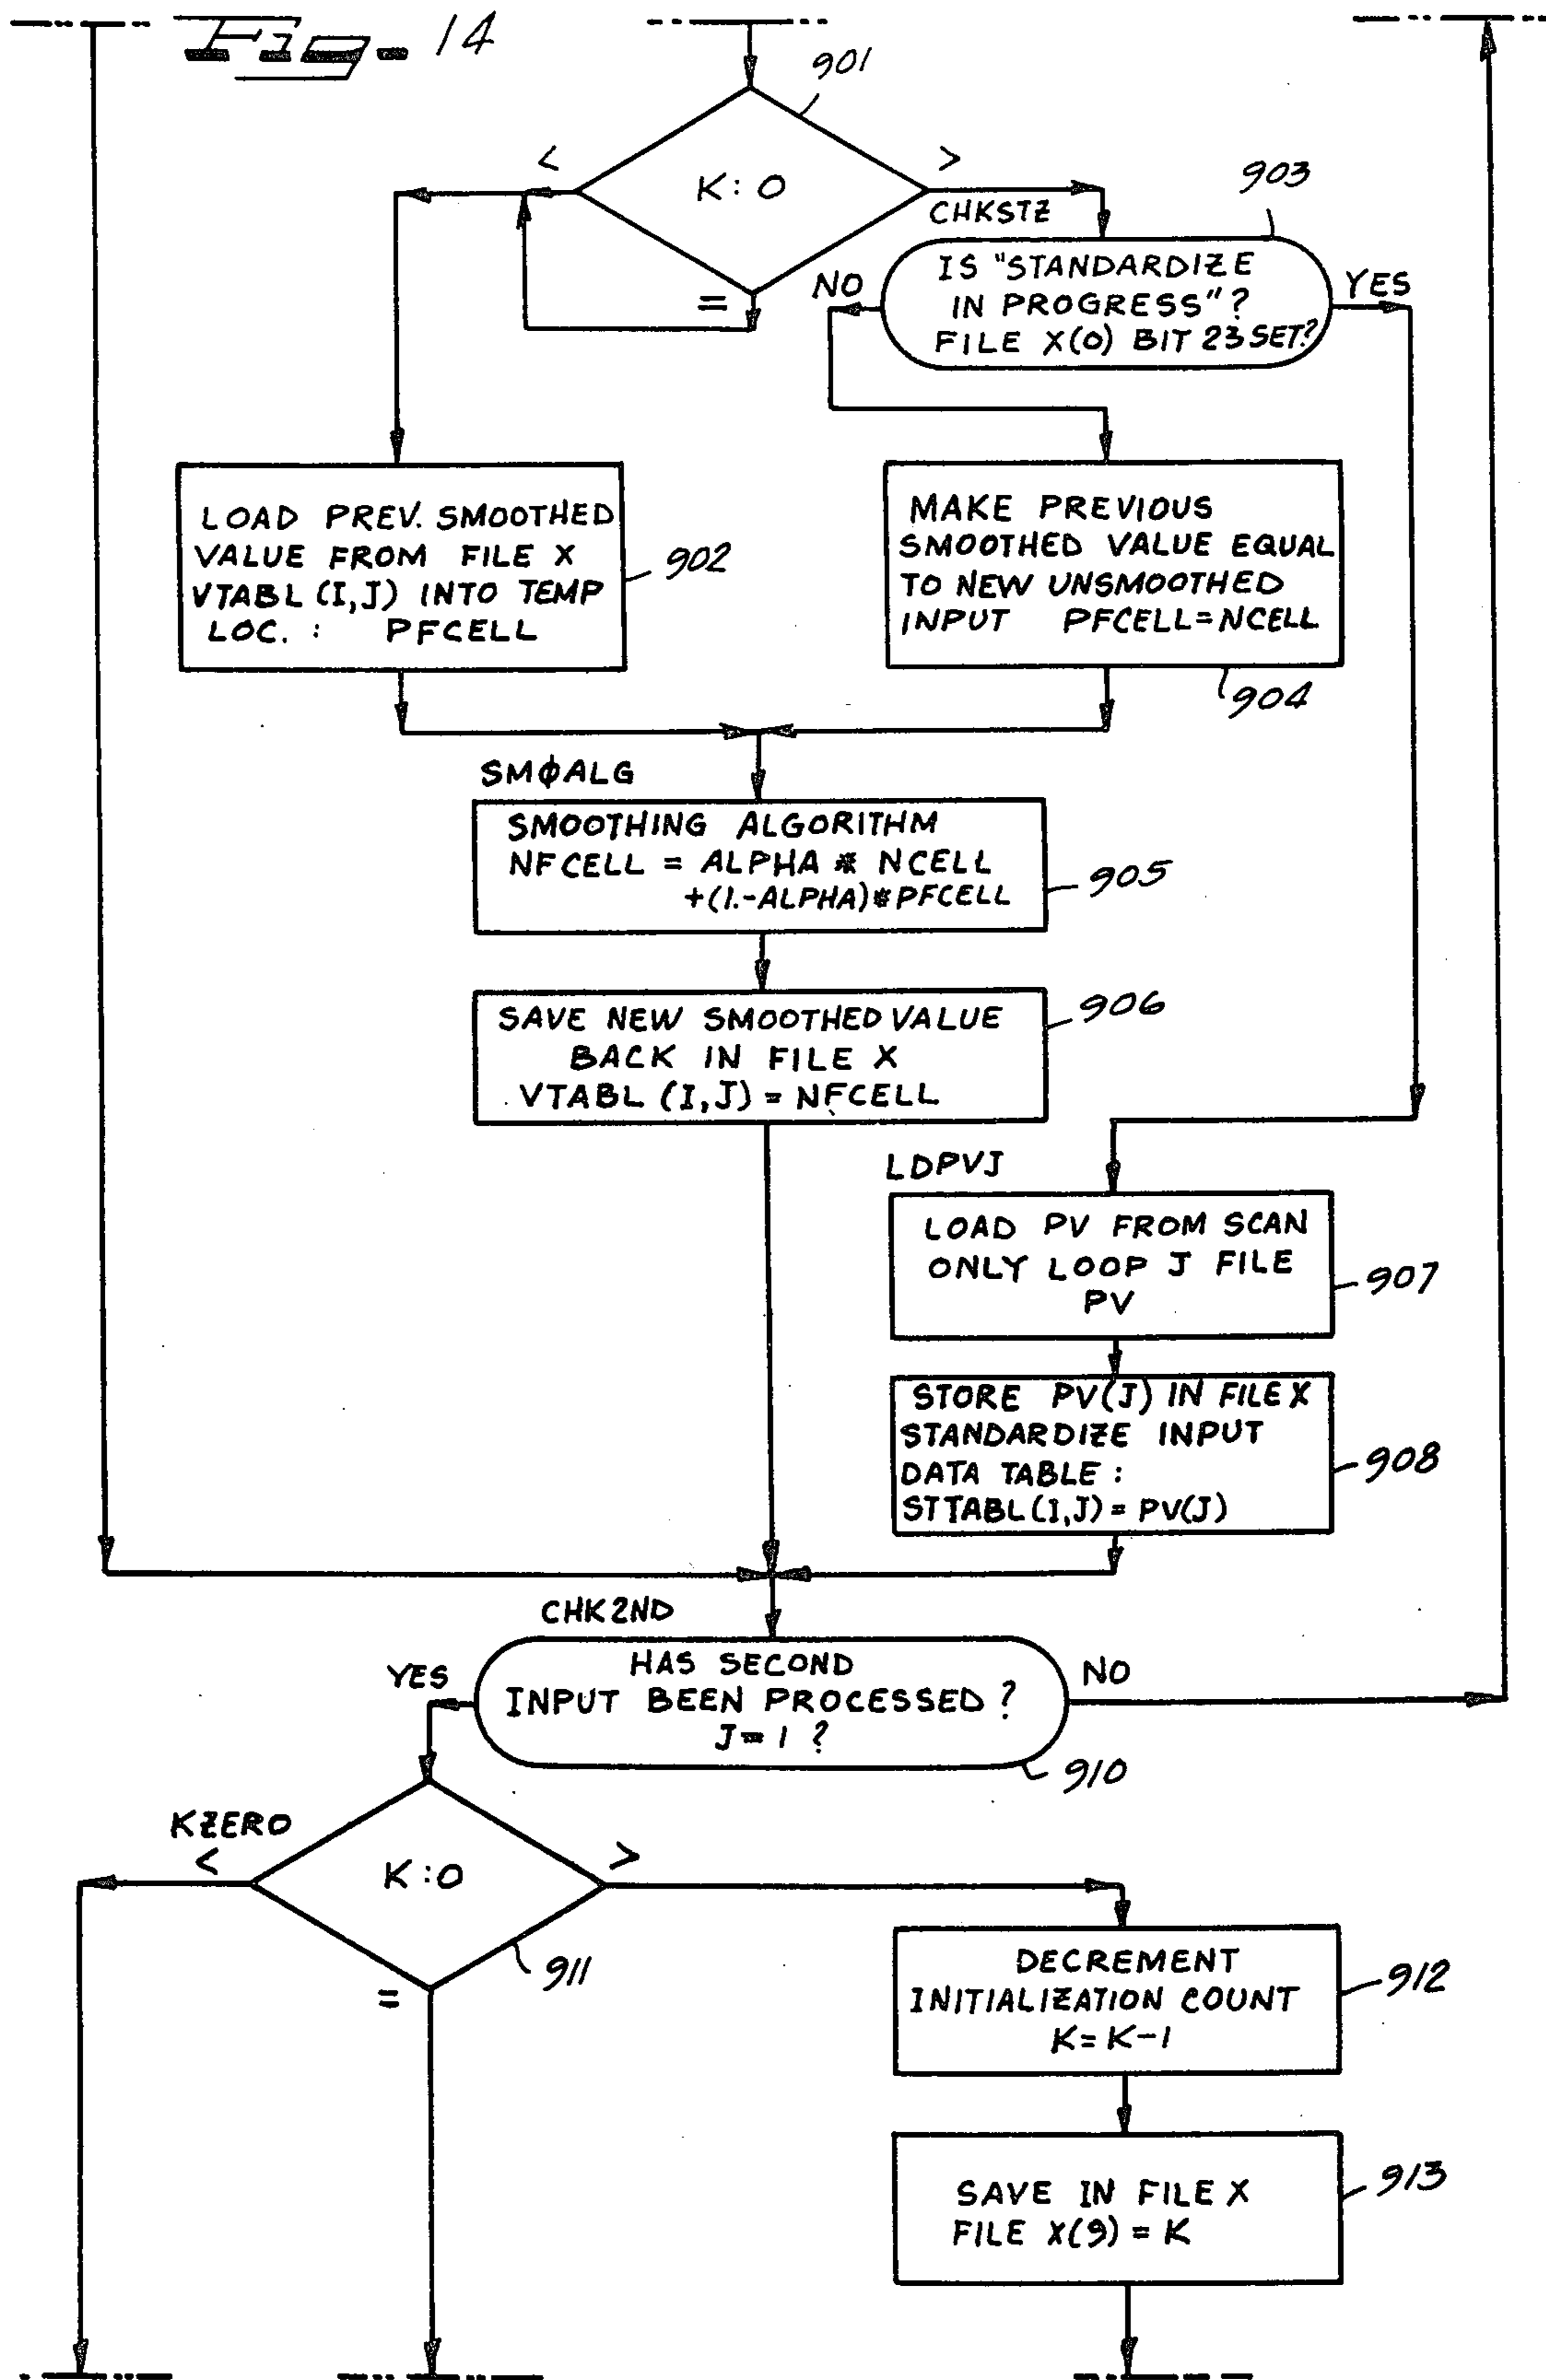 Fig-14
901
<
K:0
>
CHKSTZ
903
=
NO
IS "STANDARDIZE
IN PROGRESS"?
FILE X(0) BIT 23 SET?
YES
LOAD PREV. SMOOTHED
VALUE FROM FILE X
VTABL (I,J) INTO TEMP
LOC. : PFCELL
902
MAKE PREVIOUS
SMOOTHED VALUE EQUAL
TO NEW UNSMOOTHED
INPUT PFCELL=NCELL
904
SMØALG
SMOOTHING ALGORITHM
NFCELL = ALPHA * NCELL
+(1.-ALPHA)*PFCELL
905
SAVE NEW SMOOTHED VALUE
BACK IN FILE X
VTABL (I,J) = NFCELL
906
LDPVJ
LOAD PV FROM SCAN
ONLY LOOP J FILE
PV
907
STORE PV(J) IN FILE X
STANDARDIZE INPUT
DATA TABLE :
STTABL(I,J) = PV(J)
908
CHK2ND
YES
HAS SECOND
INPUT BEEN PROCESSED ?
J=1 ?
NO
910
KZERO
<
K:0
>
=
911
DECREMENT
INITIALIZATION COUNT
K=K-1
912
SAVE IN FILE X
FILE X(9) = K
913